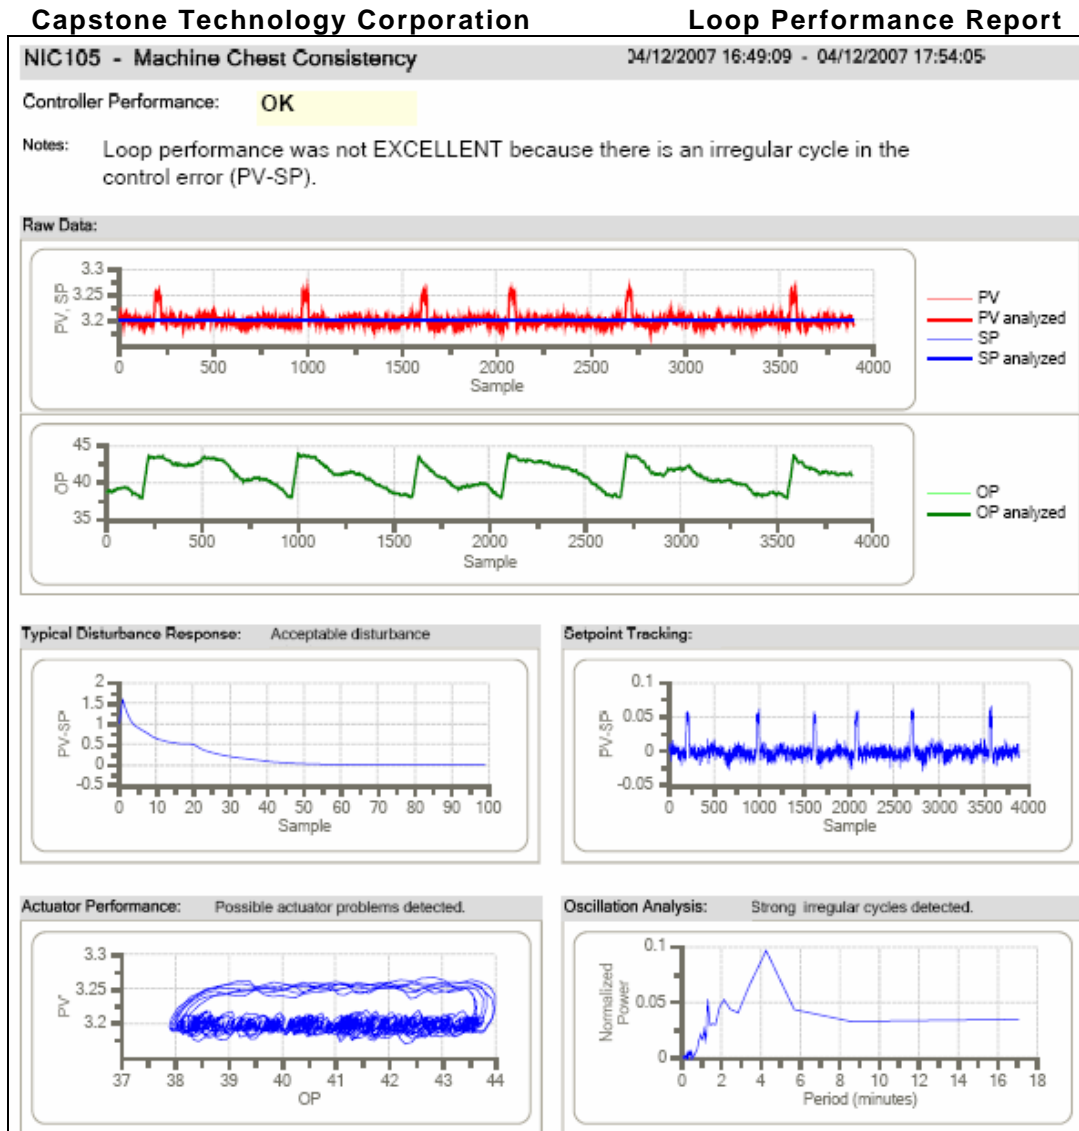 Capstone Technology Corporation Loop Performance Report
NIC105 - Machine Chest Consistency 04/12/2007 16:49:09 - 04/12/2007 17:54:05
Controller Performance: OK
Notes: Loop performance was not EXCELLENT because there is an irregular cycle in the
control error (PV-SP).
Raw Data:
3.3
3.25
3.2
PV, SP
0 500 1000 1500 2000 2500 3000 3500 4000
Sample
PV
PV analyzed
SP
SP analyzed
45
40
35
OP
0 500 1000 1500 2000 2500 3000 3500 4000
Sample
OP
OP analyzed
Typical Disturbance Response: Acceptable disturbance
2
1.5
1
0.5
0
-0.5
PV-SP
0 10 20 30 40 50 60 70 80 90 100
Sample
Setpoint Tracking:
0.1
0.05
0
-0.05
PV-SP
0 500 1000 1500 2000 2500 3000 3500 4000
Sample
Actuator Performance: Possible actuator problems detected.
3.3
3.25
3.2
PV
37 38 39 40 41 42 43 44
OP
Oscillation Analysis: Strong irregular cycles detected.
0.1
0.05
0
Normalized
Power
0 2 4 6 8 10 12 14 16 18
Period (minutes)